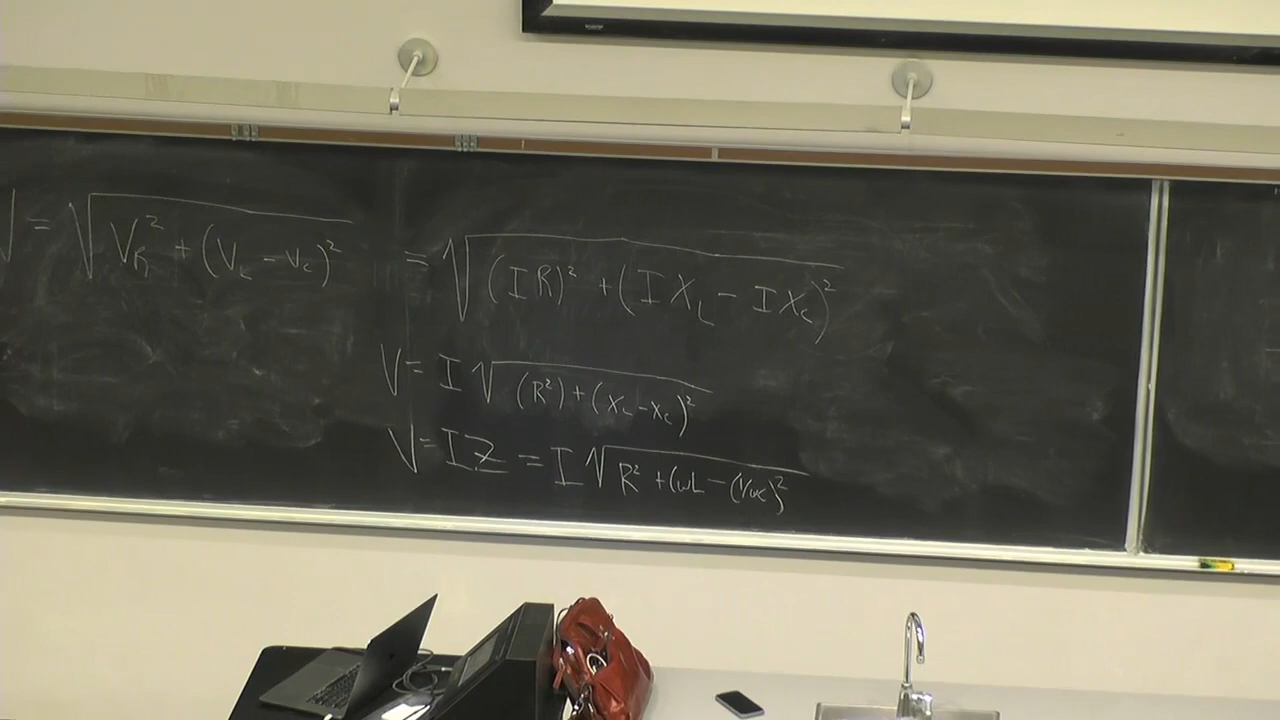 V = √(V_R² + (V_L - V_C)²) = √((IR)² + (IX_L - IX_C)²)
V = I √((R²) + (X_L - X_C)²)
V = IZ = I √(R² + (ωL - (1/ωC)²